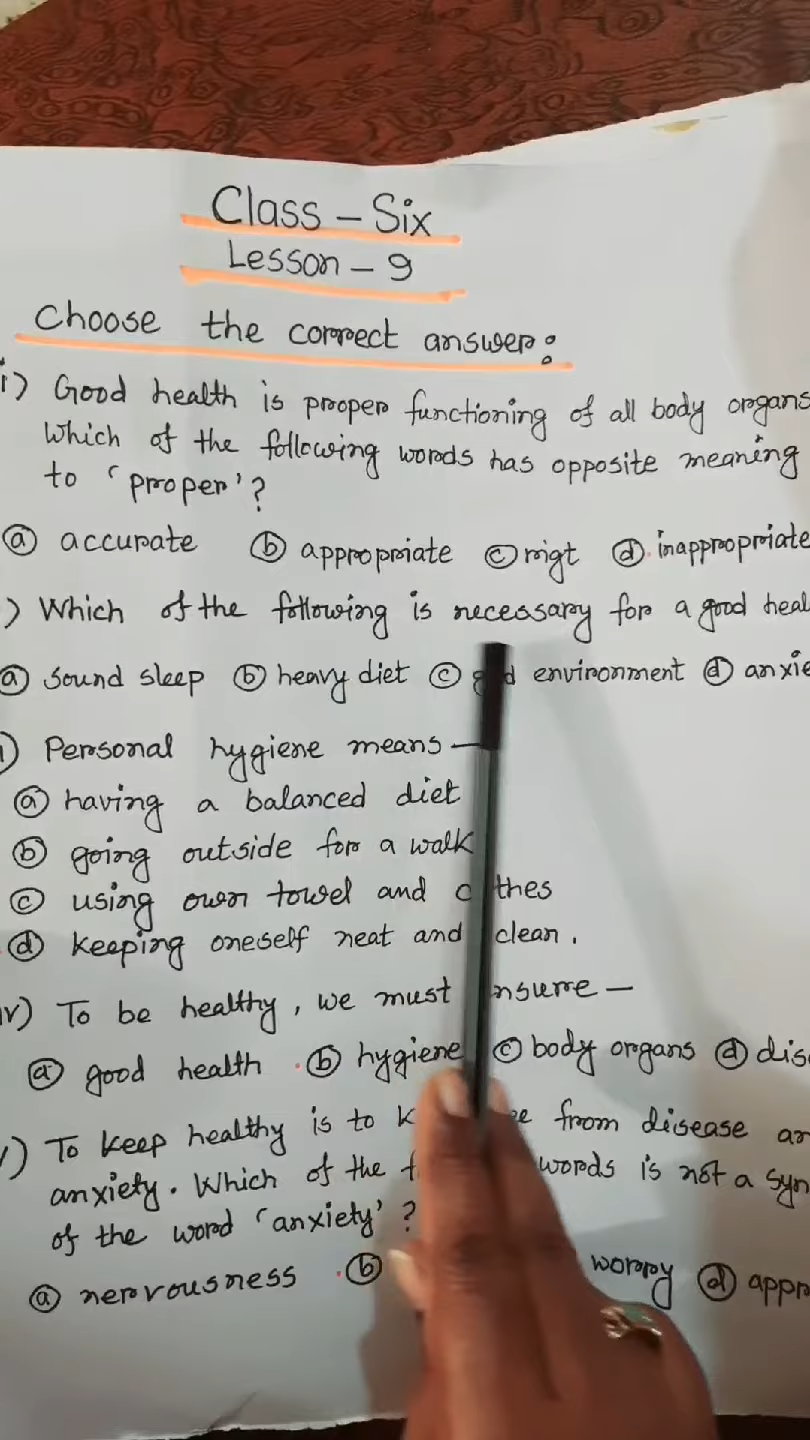 Class – Six
Lesson – 9
Choose the correct answer:
i) Good health is proper functioning of all body organs
Which of the following words has opposite meaning
to 'proper'?
ⓐ accurate ⓑ appropriate ⓒ rigt ⓓ inappropriate
) Which of the following is necessary for a good heal
ⓐ sound sleep ⓑ heavy diet ⓒ environment ⓓ anxie
) Personal hygiene means —
ⓐ having a balanced diet
ⓑ going outside for a walk
ⓒ using own towel and
ⓓ keeping oneself neat and clean.
v) To be healthy, we must —
ⓐ good health ⓑ hygiene ⓒ body organs ⓓ dis
) To keep healthy is to from disease an
anxiety. Which of the words is not a syn
of the word 'anxiety'?
ⓐ nervousness ⓑ worry ⓓ appr